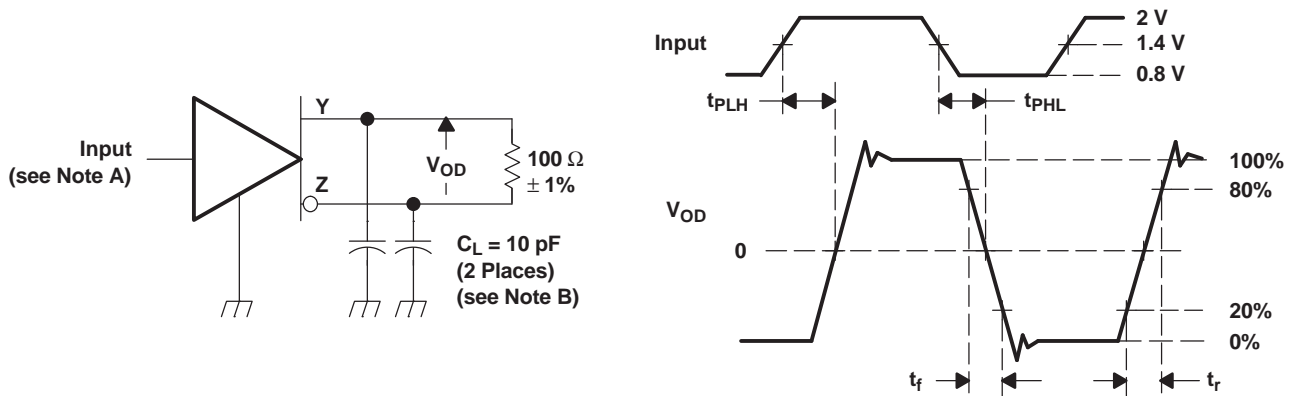 Input
(see Note A)
Y
Z
V_OD
100 Ω
± 1%
C_L = 10 pF
(2 Places)
(see Note B)
Input
2 V
1.4 V
0.8 V
t_PLH
t_PHL
V_OD
0
100%
80%
20%
0%
t_f
t_r